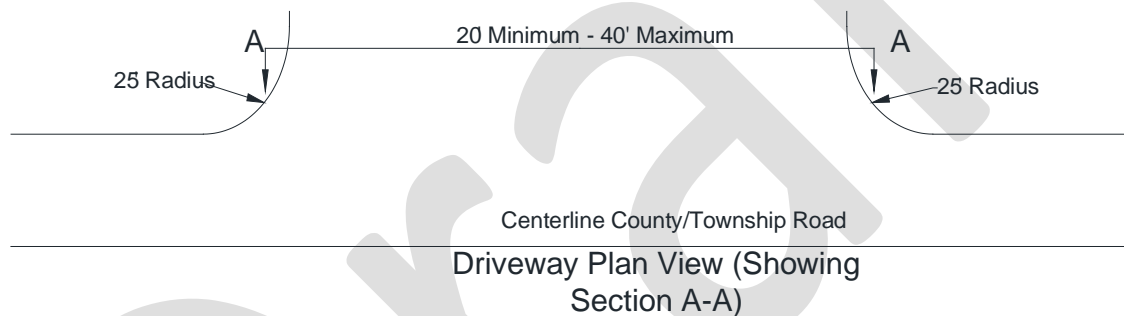 A 20' Minimum - 40' Maximum A
25' Radius 25' Radius
Centerline County/Township Road
Driveway Plan View (Showing
Section A-A)